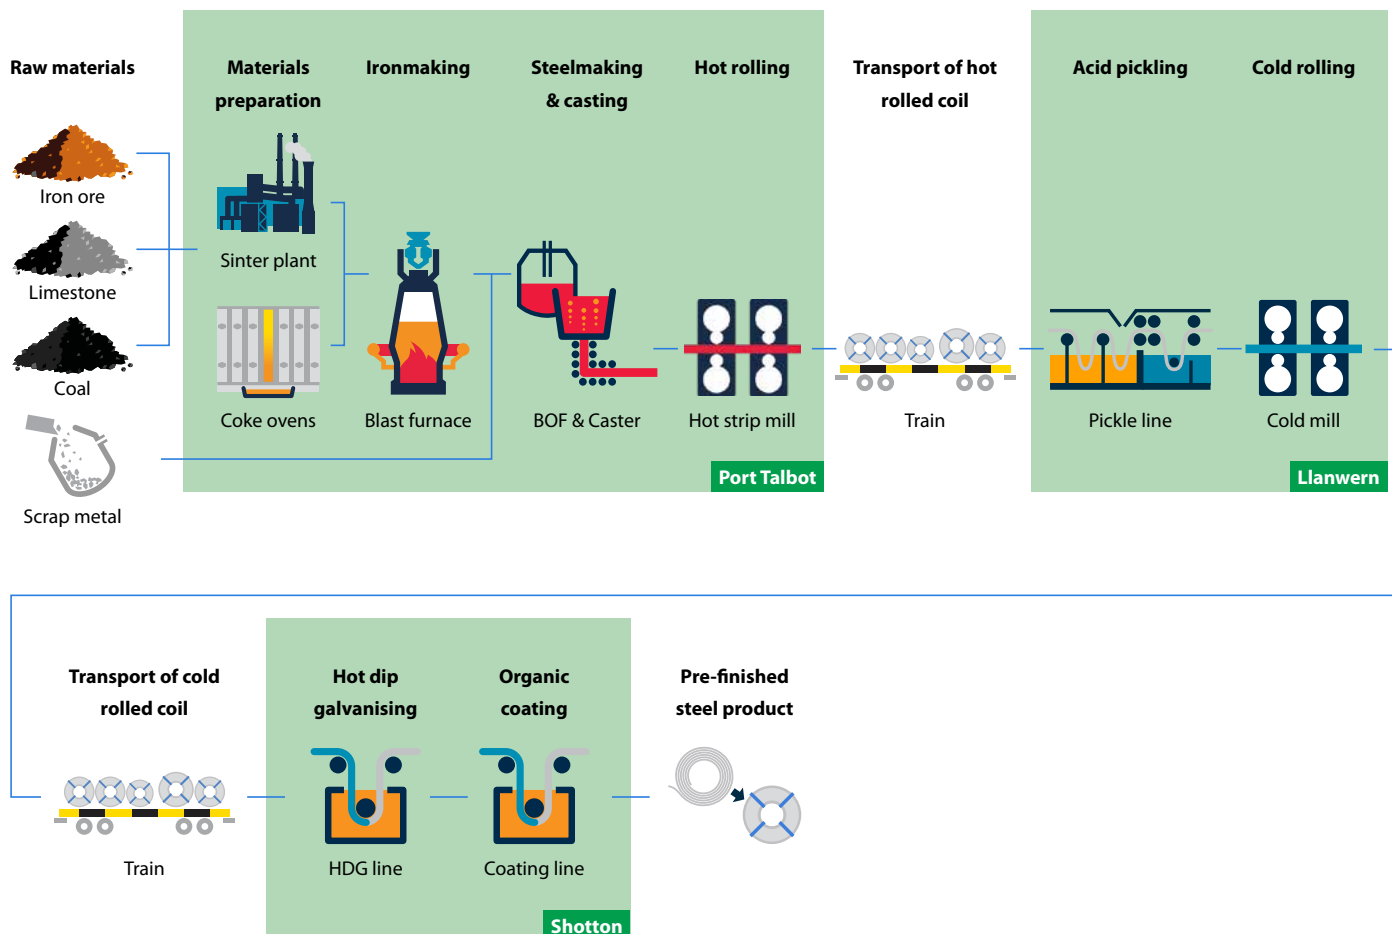 Raw materials
Materials
preparation
Ironmaking
Steelmaking
& casting
Hot rolling
Transport of hot
rolled coil
Acid pickling
Cold rolling
Iron ore
Limestone
Coal
Scrap metal
Sinter plant
Coke ovens
Blast furnace
BOF & Caster
Hot strip mill
Train
Pickle line
Cold mill
Port Talbot
Llanwern
Transport of cold
rolled coil
Hot dip
galvanising
Organic
coating
Pre-finished
steel product
Train
HDG line
Coating line
Shotton